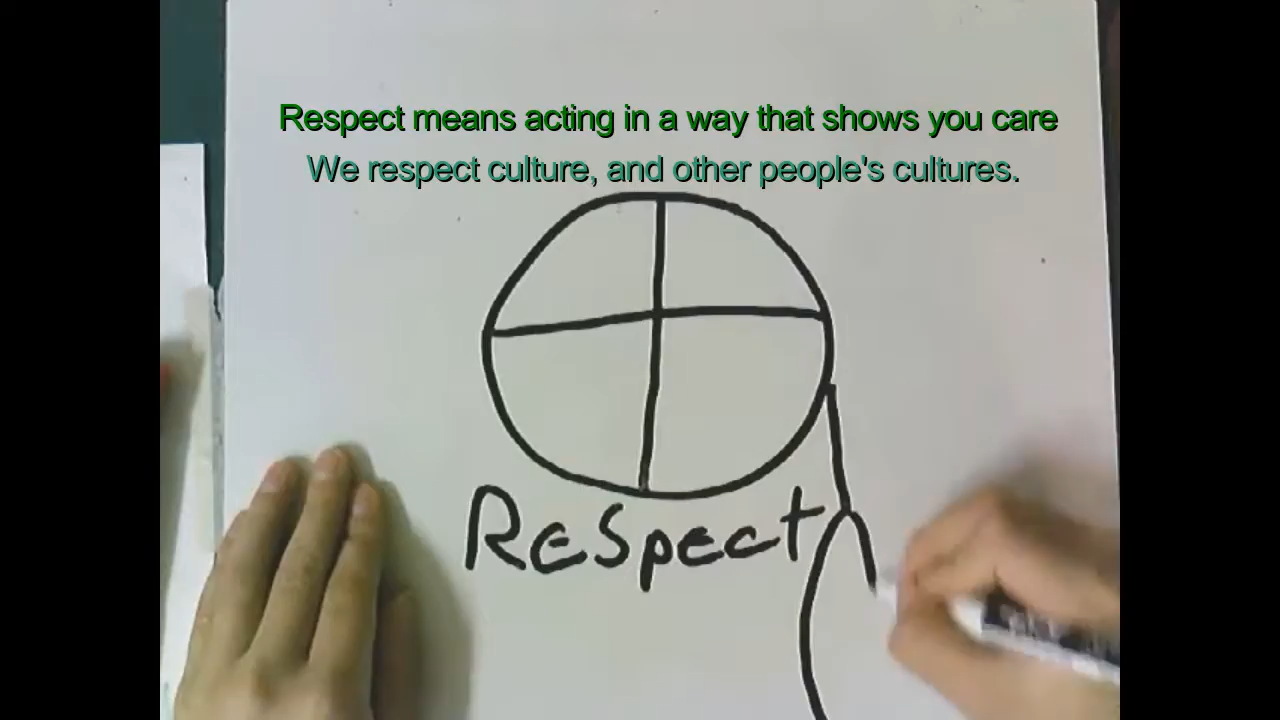 Respect means acting in a way that shows you care
We respect culture, and other people's cultures.
Respect